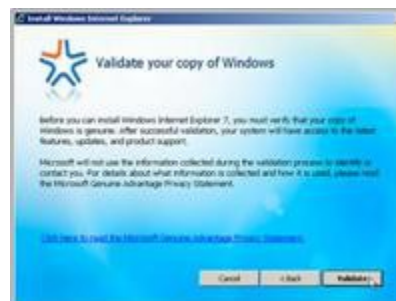 Install Windows Internet Explorer
Validate your copy of Windows
Before you can install Windows Internet Explorer 7, you must verify that your copy of
Windows is genuine. After successful validation, your system will have access to the latest
features, updates, and product support.
Microsoft will not use the information collected during the validation process to identify or
contact you. For details about what information is collected and how it is used, please read
the Microsoft Genuine Advantage Privacy Statement.
Click here to read the Microsoft Genuine Advantage Privacy Statement.
Cancel < Back Validate